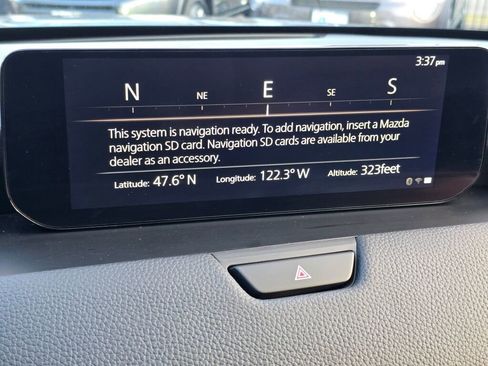 3:37pm
N NE E SE S
This system is navigation ready. To add navigation, insert a Mazda
navigation SD card. Navigation SD cards are available from your
dealer as an accessory.
Latitude: 47.6° N Longitude: 122.3° W Altitude: 323feet